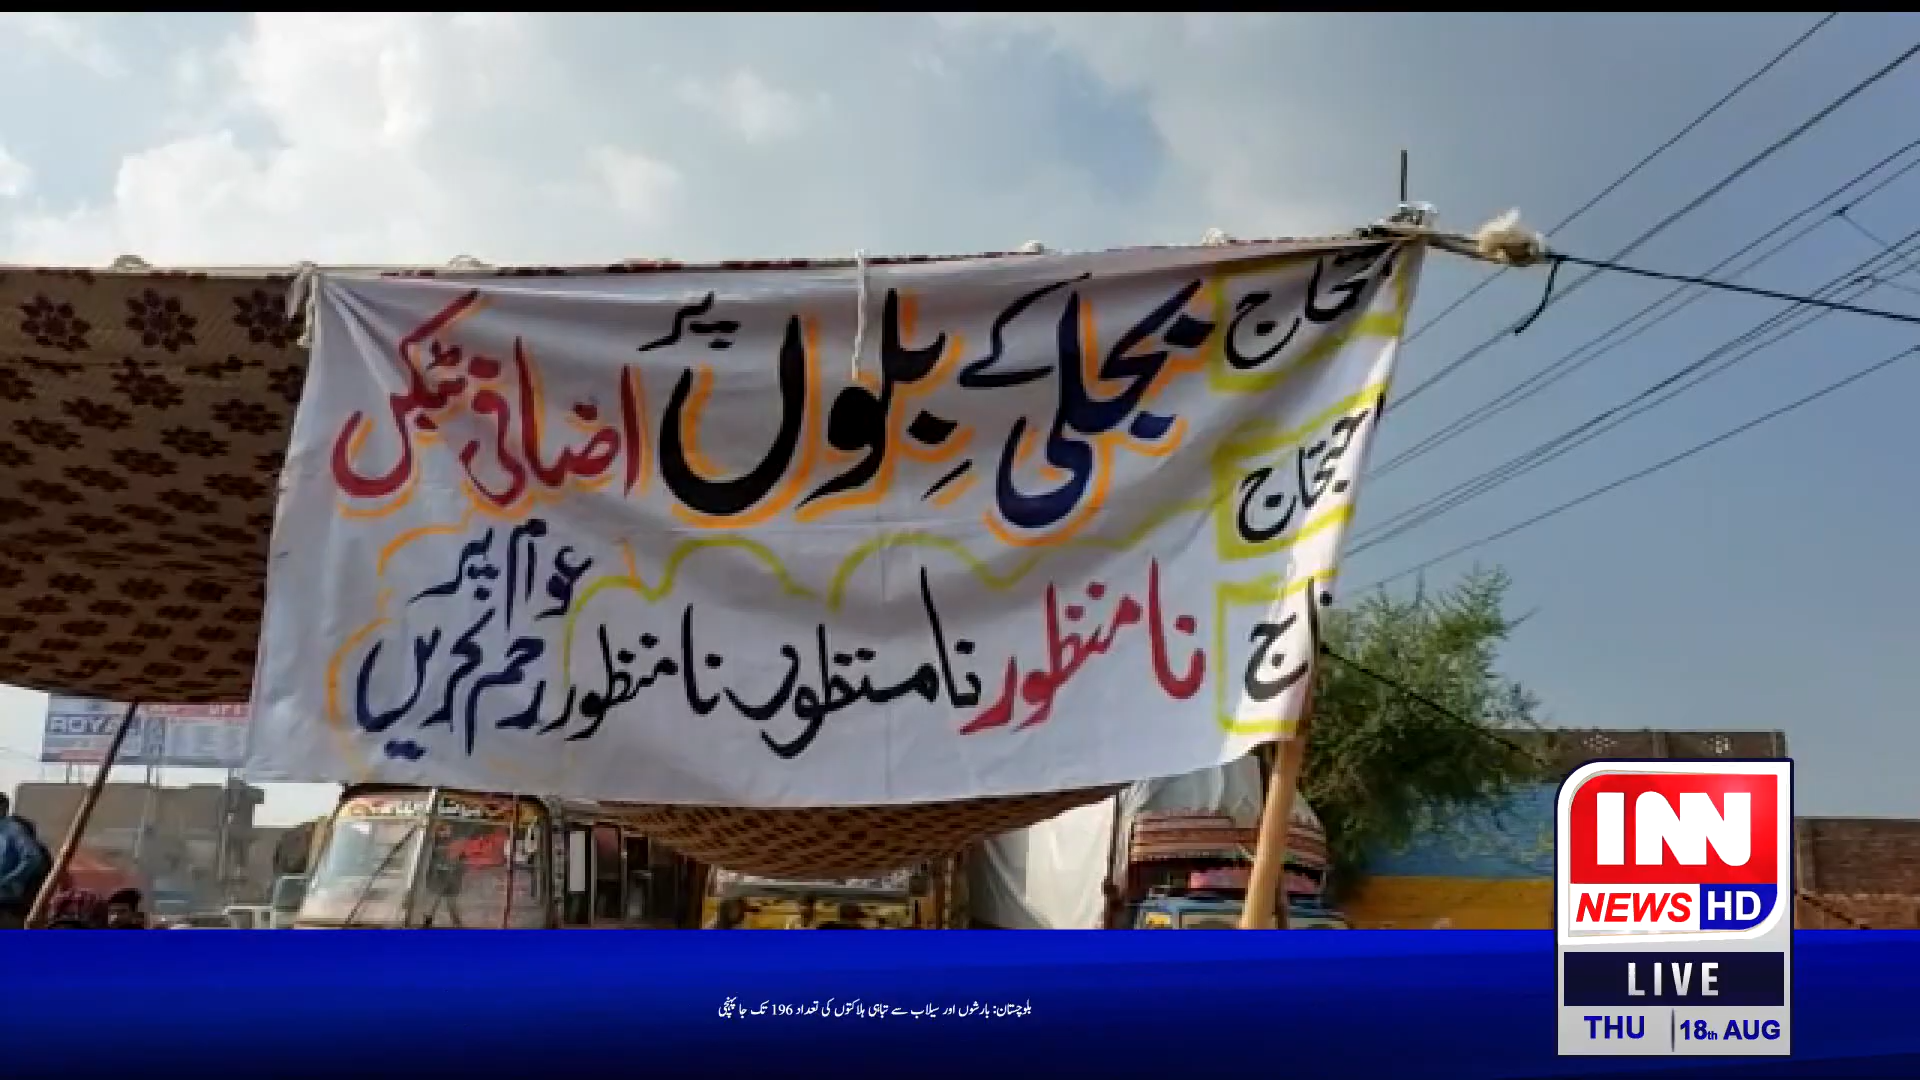 احتجاج بجلی کے بلوں پر اضافی ٹیکس
احتجاج
نامنظور نامنظور نامنظور
عوام پر
رحم کریں
ROYAL
INN
NEWS HD
LIVE
THU 18th AUG
بلوچستان: بارشوں اور سیلاب سے تباہی ہلاکتوں کی تعداد 196 تک جا پہنچی